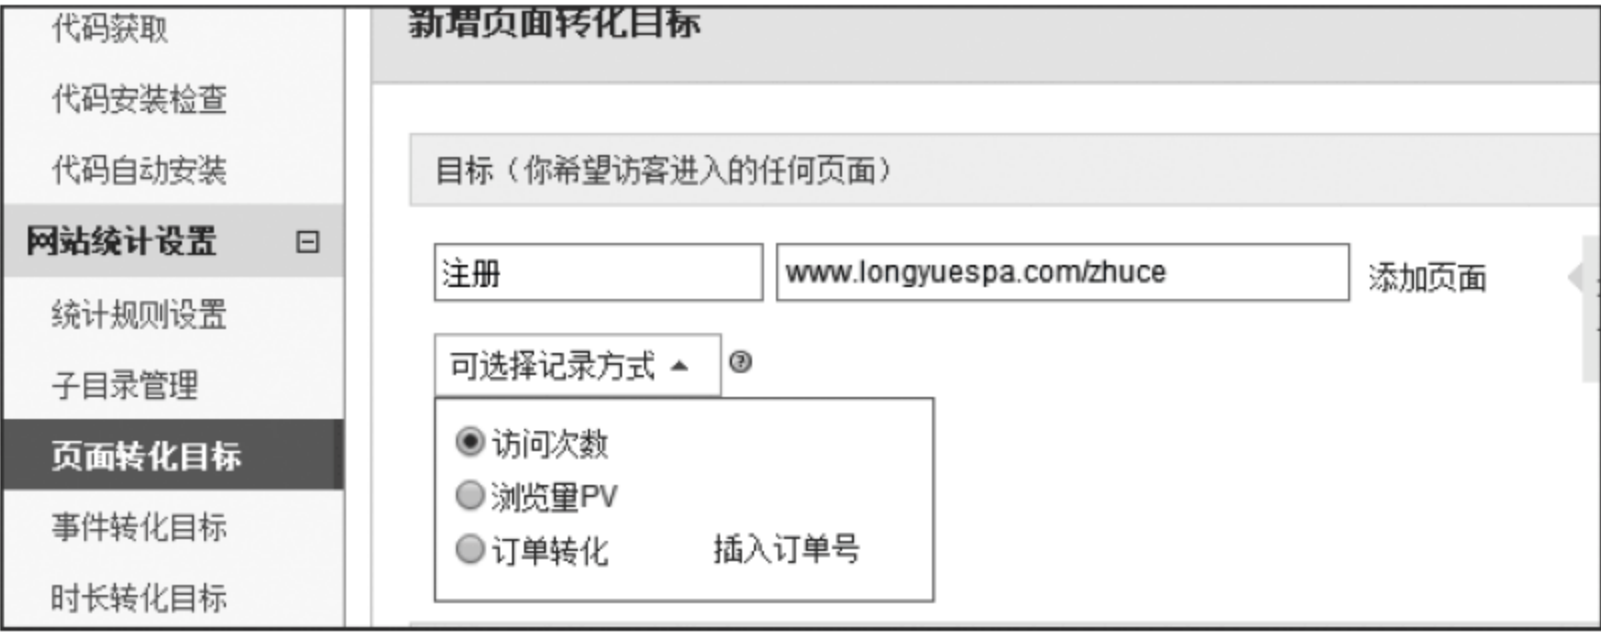 代码获取
代码安装检查
代码自动安装
网站统计设置
统计规则设置
子目录管理
页面转化目标
事件转化目标
时长转化目标
新增页面转化目标
目标（你希望访客进入的任何页面）
注册 www.longyuespa.com/zhuce 添加页面
可选择记录方式
访问次数
浏览量PV
订单转化 插入订单号